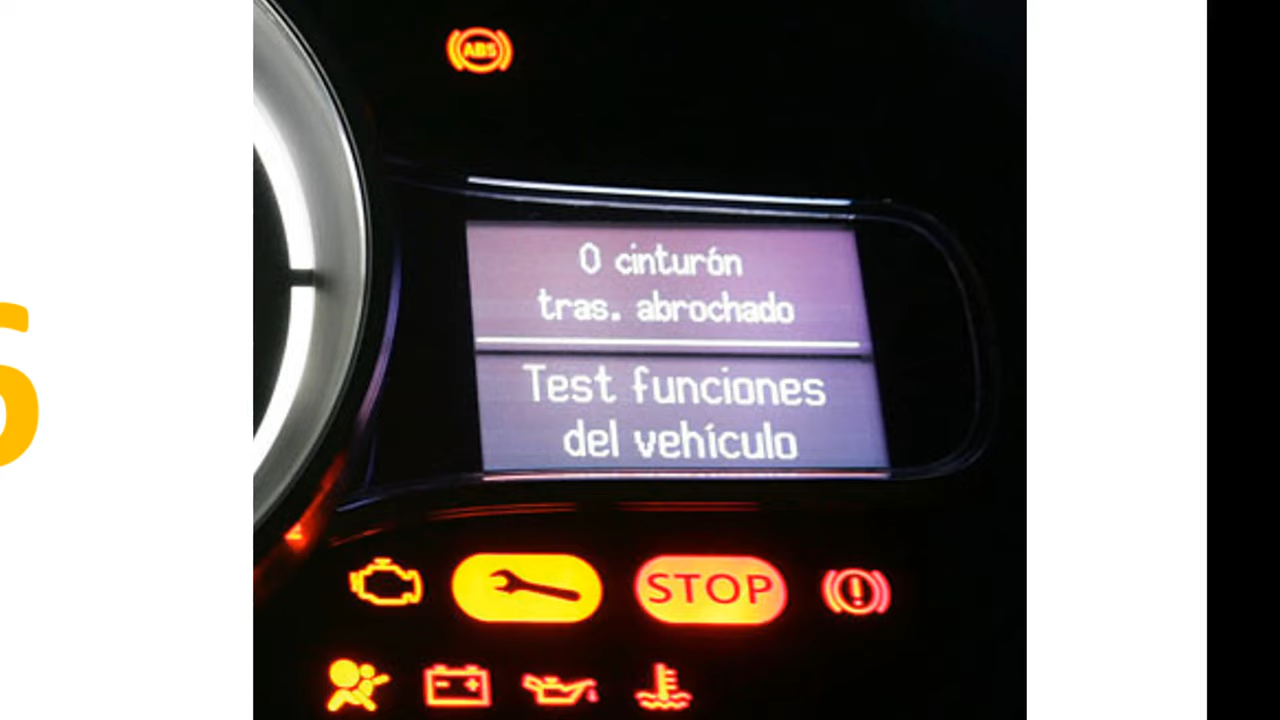 ABS
0 cinturón
tras. abrochado
Test funciones
del vehículo
STOP